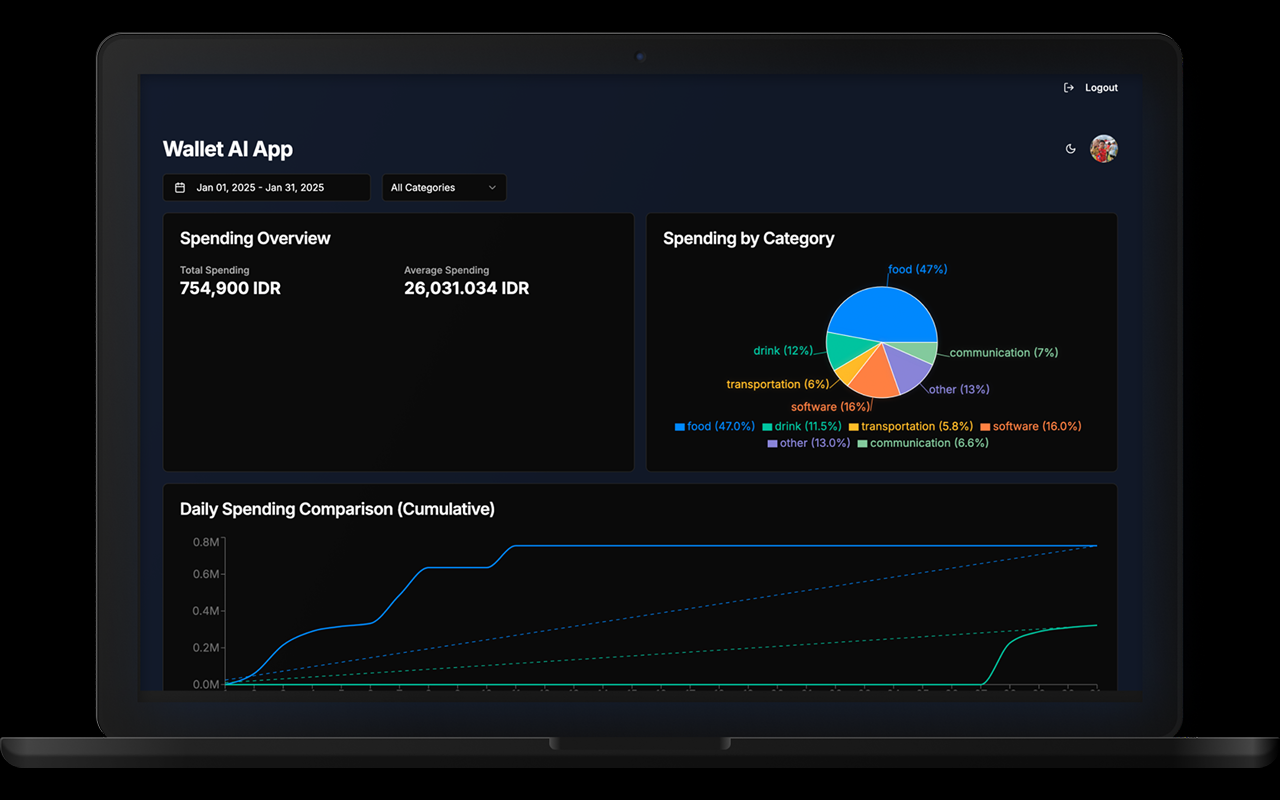 Logout
Wallet AI App
Jan 01, 2025 - Jan 31, 2025
All Categories
Spending Overview
Total Spending
Average Spending
754,900 IDR
26,031.034 IDR
Spending by Category
food (47%)
drink (12%)
communication (7%)
transportation (6%)
other (13%)
software (16%)
food (47.0%) drink (11.5%) transportation (5.8%) software (16.0%)
other (13.0%) communication (6.6%)
Daily Spending Comparison (Cumulative)
0.8M
0.6M
0.4M
0.2M
0.0M